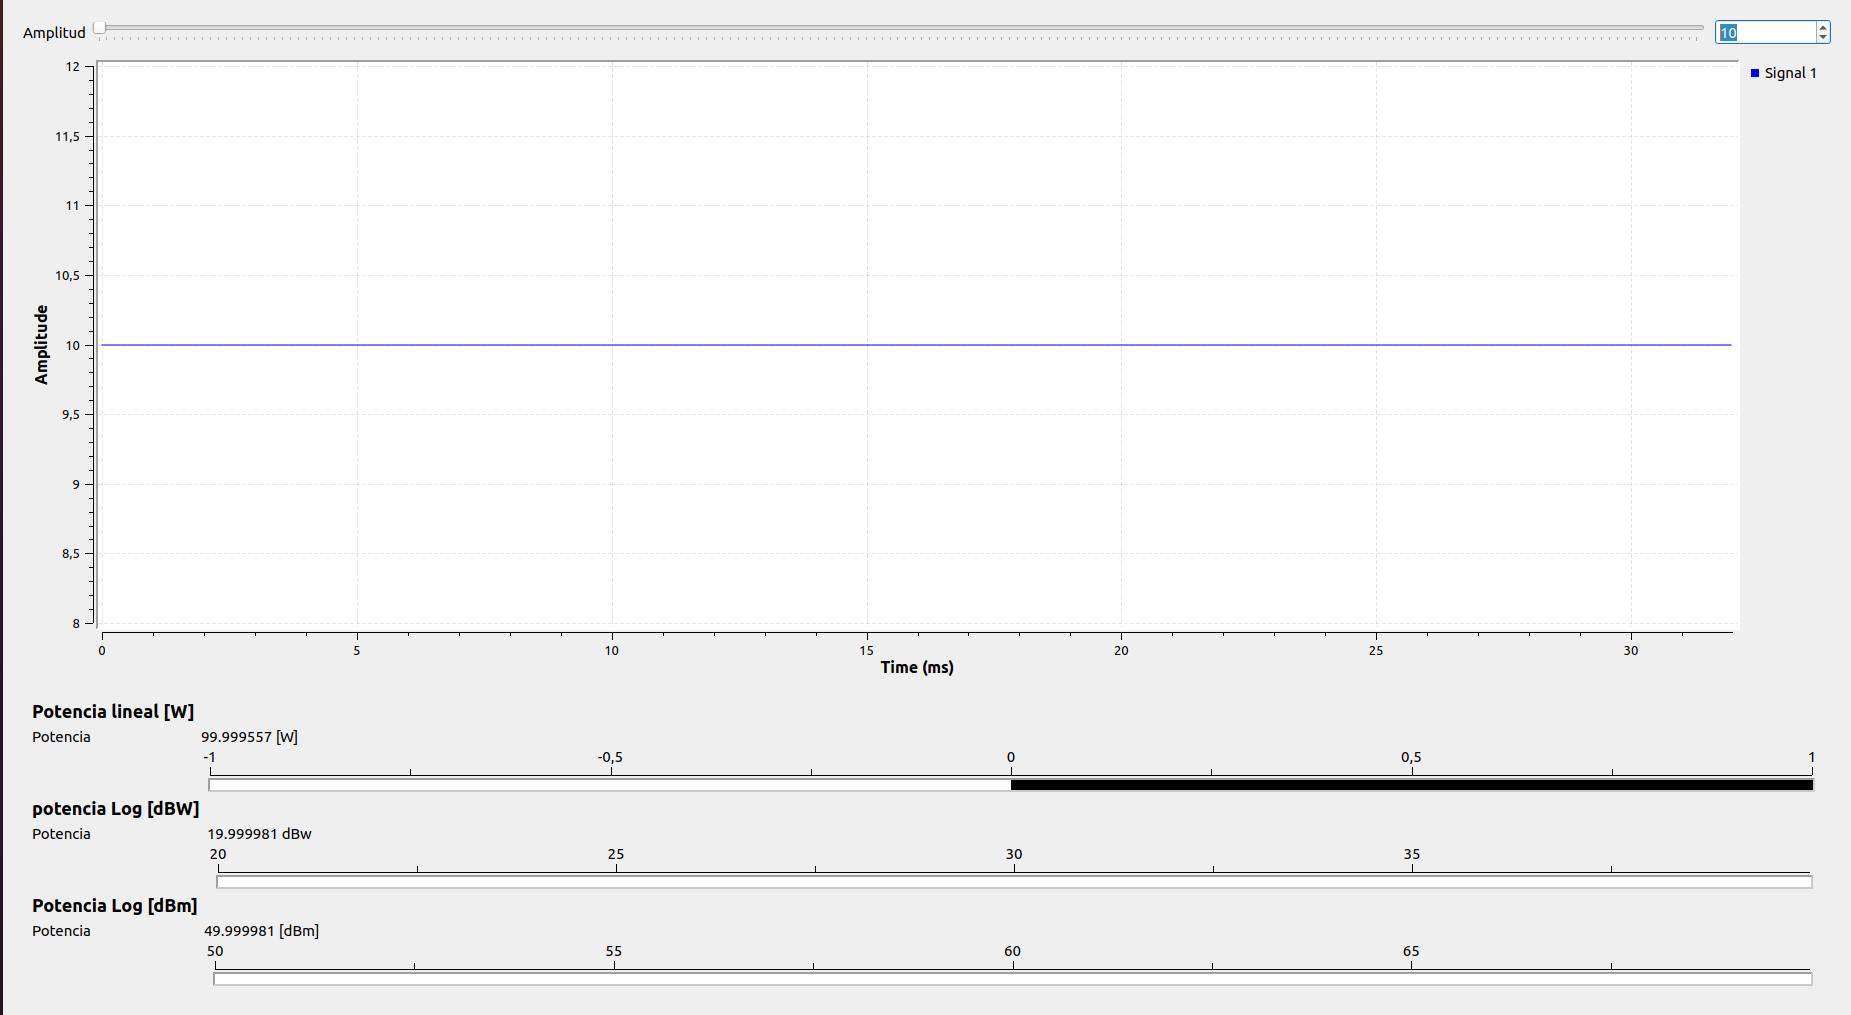 Amplitud 10
Signal 1
12
11,5
11
10,5
10
9,5
9
8,5
8
Amplitude
0 5 10 15 20 25 30
Time (ms)
Potencia lineal [W]
Potencia 99.999557 [W]
-1 -0,5 0 0,5 1
potencia Log [dBW]
Potencia 19.999981 dBw
20 25 30 35
Potencia Log [dBm]
Potencia 49.999981 [dBm]
50 55 60 65